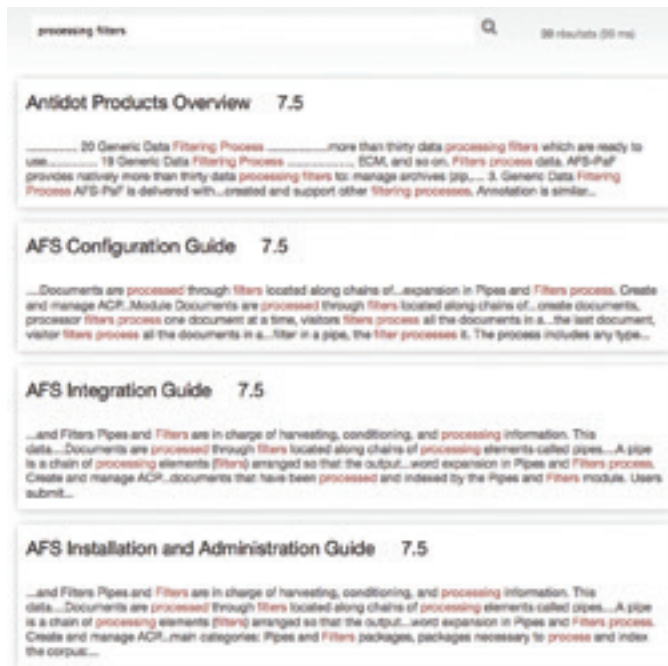 processing filters
résultats
Antidot Products Overview 7.5
............... 20 Generic Data Filtering Process ..................more than thirty data processing filters which are ready to
use.............. 19 Generic Data Filtering Process .................. ECM, and so on. Filters process data. AFS-PaF
provides natively more than thirty data processing filters to: manage archives (zip,... 3. Generic Data Filtering
Process AFS-PaF is delivered with...created and support other filtering processes. Annotation is similar...
AFS Configuration Guide 7.5
...Documents are processed through filters located along chains of...expansion in Pipes and Filters process. Create
and manage ACP...Module Documents are processed through filters located along chains of...create documents,
processor filters process one document at a time, visitors filters process all the documents in a...the last document,
visitor filters process all the documents in a...filter in a pipe, the filter processes it. The process includes any type...
AFS Integration Guide 7.5
...and Filters Pipes and Filters are in charge of harvesting, conditioning, and processing information. This
data...Documents are processed through filters located along chains of processing elements called pipes....A pipe
is a chain of processing elements (filters) arranged so that the output...word expansion in Pipes and Filters process.
Create and manage ACP...documents that have been processed and indexed by the Pipes and Filters module. Users
submit...
AFS Installation and Administration Guide 7.5
...and Filters Pipes and Filters are in charge of harvesting, conditioning, and processing information. This
data...Documents are processed through filters located along chains of processing elements called pipes....A pipe
is a chain of processing elements (filters) arranged so that the output...word expansion in Pipes and Filters process.
Create and manage ACP...main categories: Pipes and Filters packages, packages necessary to process and index
the corpus:...